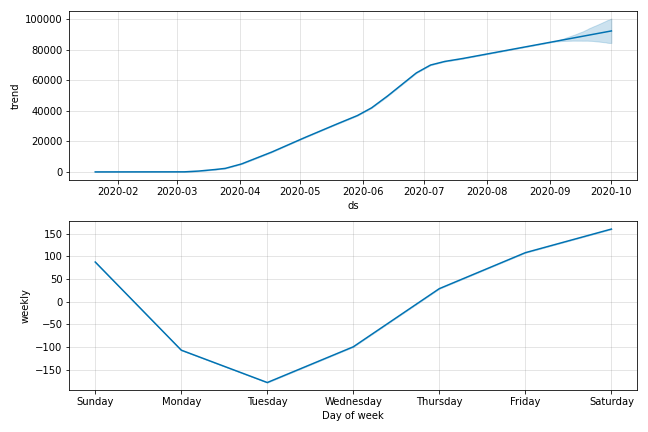 100000
80000
60000
40000
20000
0
trend
2020-02 2020-03 2020-04 2020-05 2020-06 2020-07 2020-08 2020-09 2020-10
ds
150
100
50
0
−50
−100
−150
weekly
Sunday Monday Tuesday Wednesday Thursday Friday Saturday
Day of week